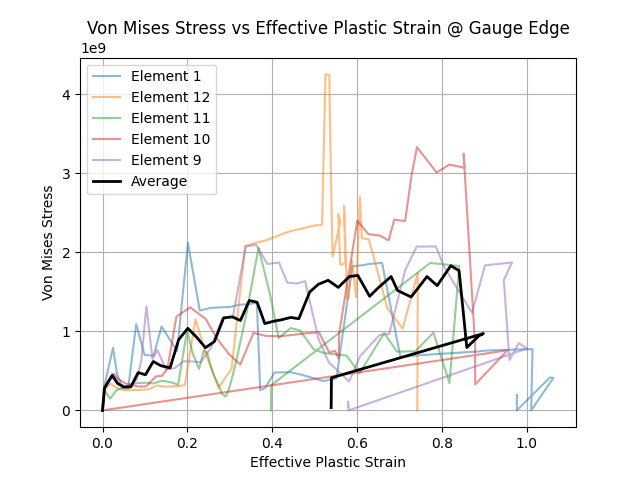 Von Mises Stress vs Effective Plastic Strain @ Gauge Edge
1e9
Element 1
Element 12
Element 11
Element 10
Element 9
Average
4
3
2
1
0
Von Mises Stress
0.0 0.2 0.4 0.6 0.8 1.0
Effective Plastic Strain